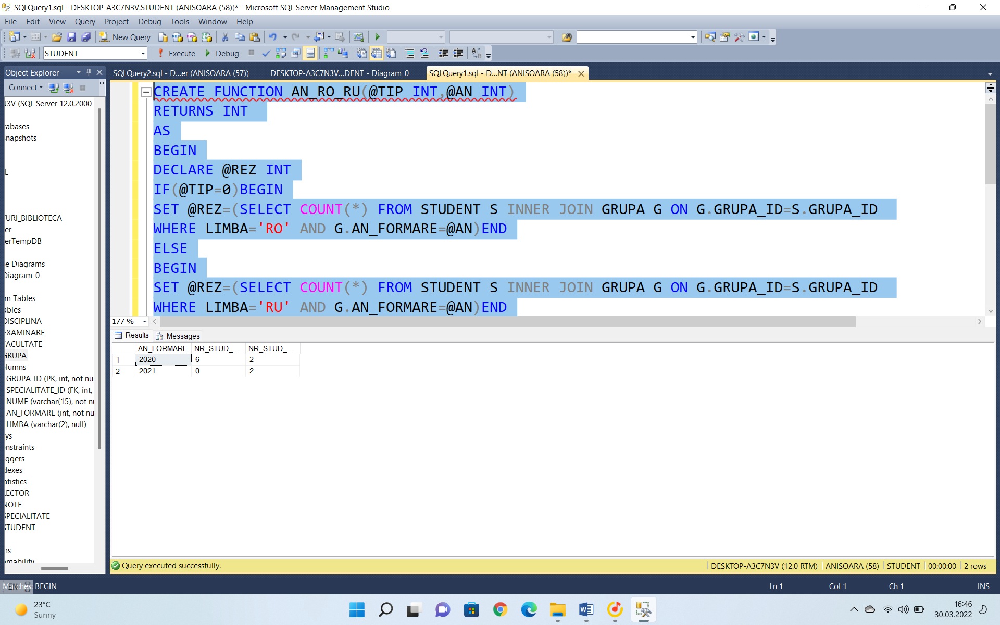 SQLQuery1.sql - DESKTOP-A3C7N3V.STUDENT (ANISOARA (58))* - Microsoft SQL Server Management Studio
File Edit View Query Project Debug Tools Window Help
New Query
STUDENT Execute Debug
Object Explorer
SQLQuery2.sql - D...er (ANISOARA (57)) DESKTOP-A3C7N3V...DENT - Diagram_0 SQLQuery1.sql - D...NT (ANISOARA (58))*
Connect
I3V (SQL Server 12.0.2000
abases
napshots
L
URI_BIBLIOTECA
er
erTempDB
e Diagrams
Diagram_0
m Tables
ables
DISCIPLINA
EXAMINARE
FACULTATE
GRUPA
lumns
GRUPA_ID (PK, int, not nu
SPECIALITATE_ID (FK, int,
NUME (varchar(15), not nu
AN_FORMARE (int, not nu
LIMBA (varchar(2), null)
ys
nstraints
ggers
dexes
atistics
LECTOR
NOTE
SPECIALITATE
STUDENT
ns
mability
CREATE FUNCTION AN_RO_RU(@TIP INT,@AN INT)
RETURNS INT
AS
BEGIN
DECLARE @REZ INT
IF(@TIP=0)BEGIN
SET @REZ=(SELECT COUNT(*) FROM STUDENT S INNER JOIN GRUPA G ON G.GRUPA_ID=S.GRUPA_ID
WHERE LIMBA='RO' AND G.AN_FORMARE=@AN)END
ELSE
BEGIN
SET @REZ=(SELECT COUNT(*) FROM STUDENT S INNER JOIN GRUPA G ON G.GRUPA_ID=S.GRUPA_ID
WHERE LIMBA='RU' AND G.AN_FORMARE=@AN)END
177 %
Results Messages
AN_FORMARE NR_STUD_... NR_STUD_...
1 2020 6 2
2 2021 0 2
Query executed successfully. DESKTOP-A3C7N3V (12.0 RTM) ANISOARA (58) STUDENT 00:00:00 2 rows
Matches: BEGIN Ln 1 Col 1 Ch 1 INS
23°C
Sunny
16:46
30.03.2022